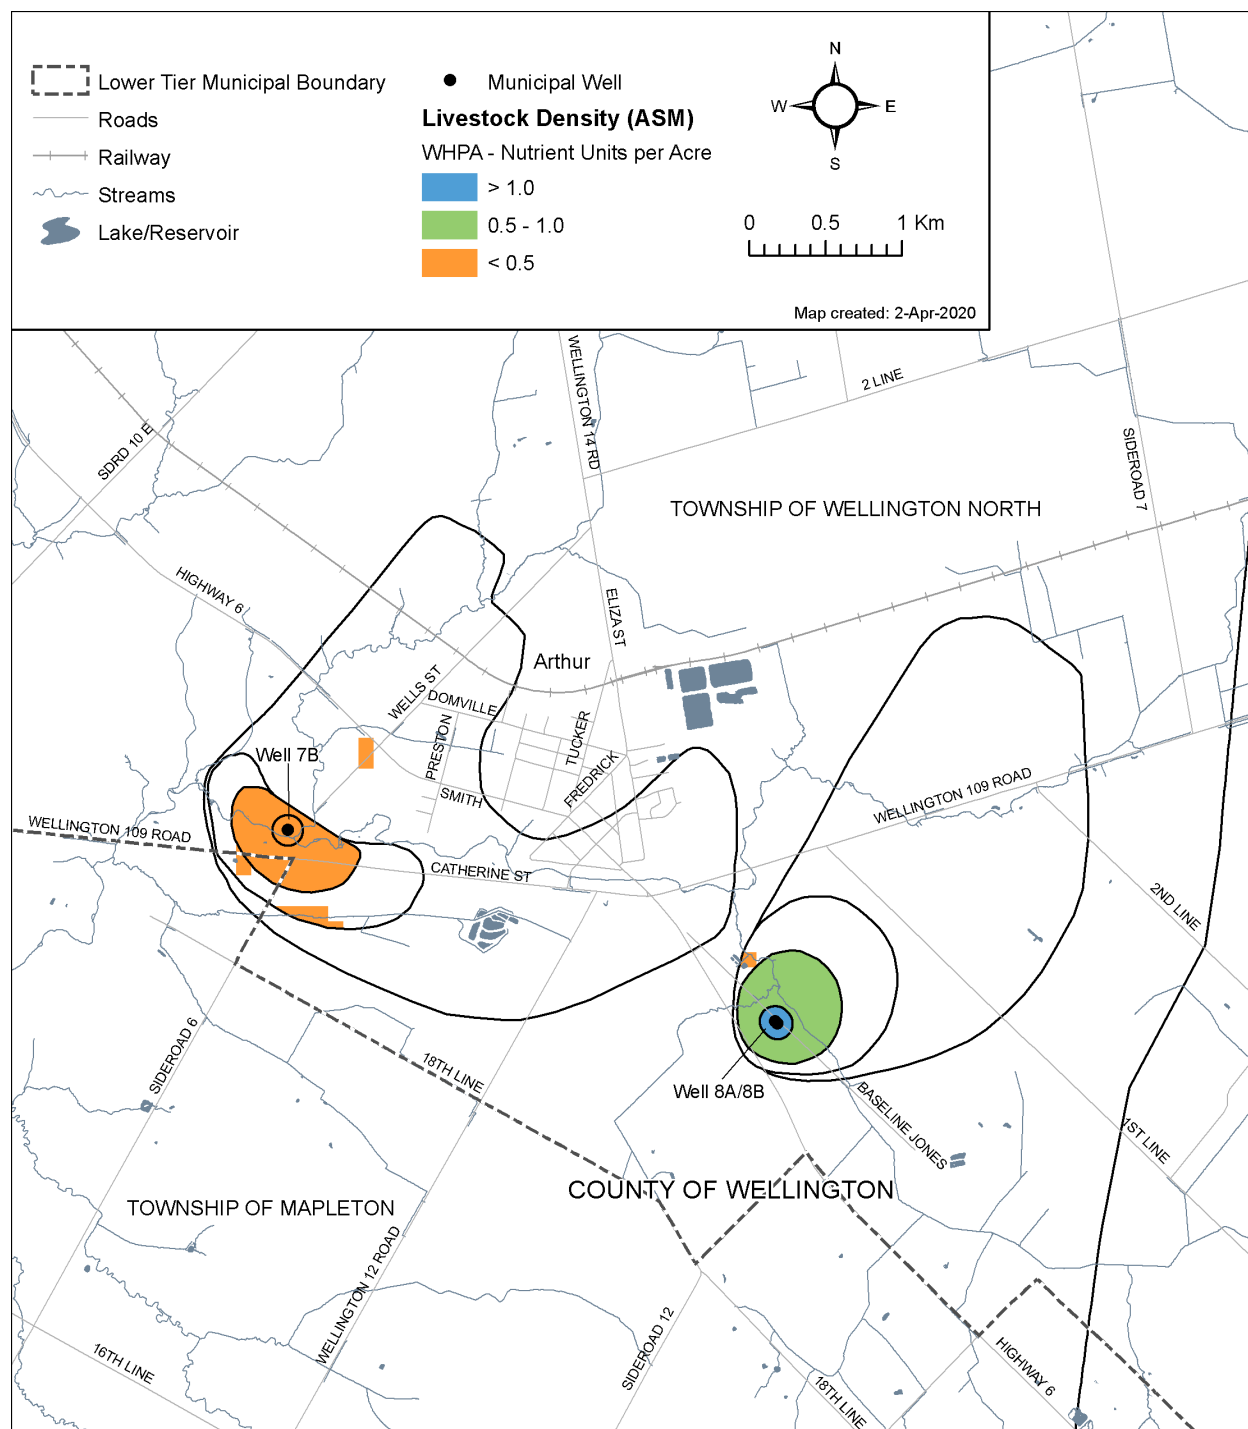 Lower Tier Municipal Boundary
Roads
Railway
Streams
Lake/Reservoir
Municipal Well
Livestock Density (ASM)
WHPA - Nutrient Units per Acre
> 1.0
0.5 - 1.0
< 0.5
N
W E
S
0 0.5 1 Km
Map created: 2-Apr-2020
WELLINGTON 14 RD
2 LINE
SDRD 10 E
SIDEROAD 7
TOWNSHIP OF WELLINGTON NORTH
HIGHWAY 6
ELIZA ST
Arthur
WELLS ST
DOMVILLE
PRESTON
TUCKER
FREDRICK
Well 7B
SMITH
WELLINGTON 109 ROAD
WELLINGTON 109 ROAD
CATHERINE ST
2ND LINE
SIDEROAD 6
18TH LINE
Well 8A/8B
BASELINE JONES
1ST LINE
COUNTY OF WELLINGTON
TOWNSHIP OF MAPLETON
WELLINGTON 12 ROAD
SIDEROAD 12
16TH LINE
HIGHWAY 6
18TH LINE